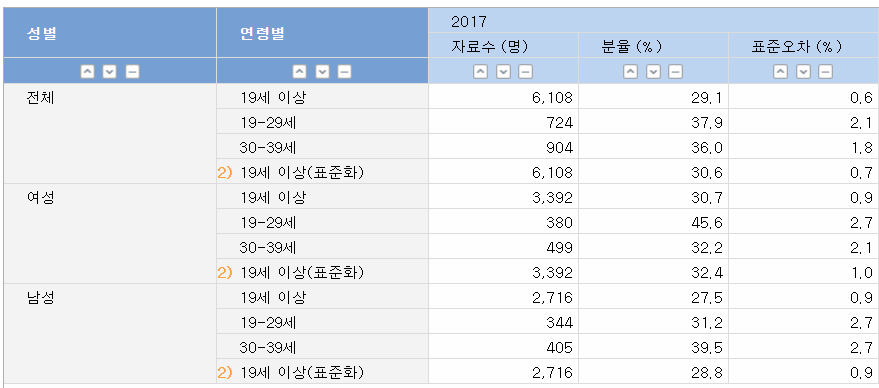 성별 연령별 2017
자료수 (명) 분율 (%) 표준오차 (%)
전체 19세 이상 6,108 29.1 0.6
19-29세 724 37.9 2.1
30-39세 904 36.0 1.8
2) 19세 이상(표준화) 6,108 30.6 0.7
여성 19세 이상 3,392 30.7 0.9
19-29세 380 45.6 2.7
30-39세 499 32.2 2.1
2) 19세 이상(표준화) 3,392 32.4 1.0
남성 19세 이상 2,716 27.5 0.9
19-29세 344 31.2 2.7
30-39세 405 39.5 2.7
2) 19세 이상(표준화) 2,716 28.8 0.9